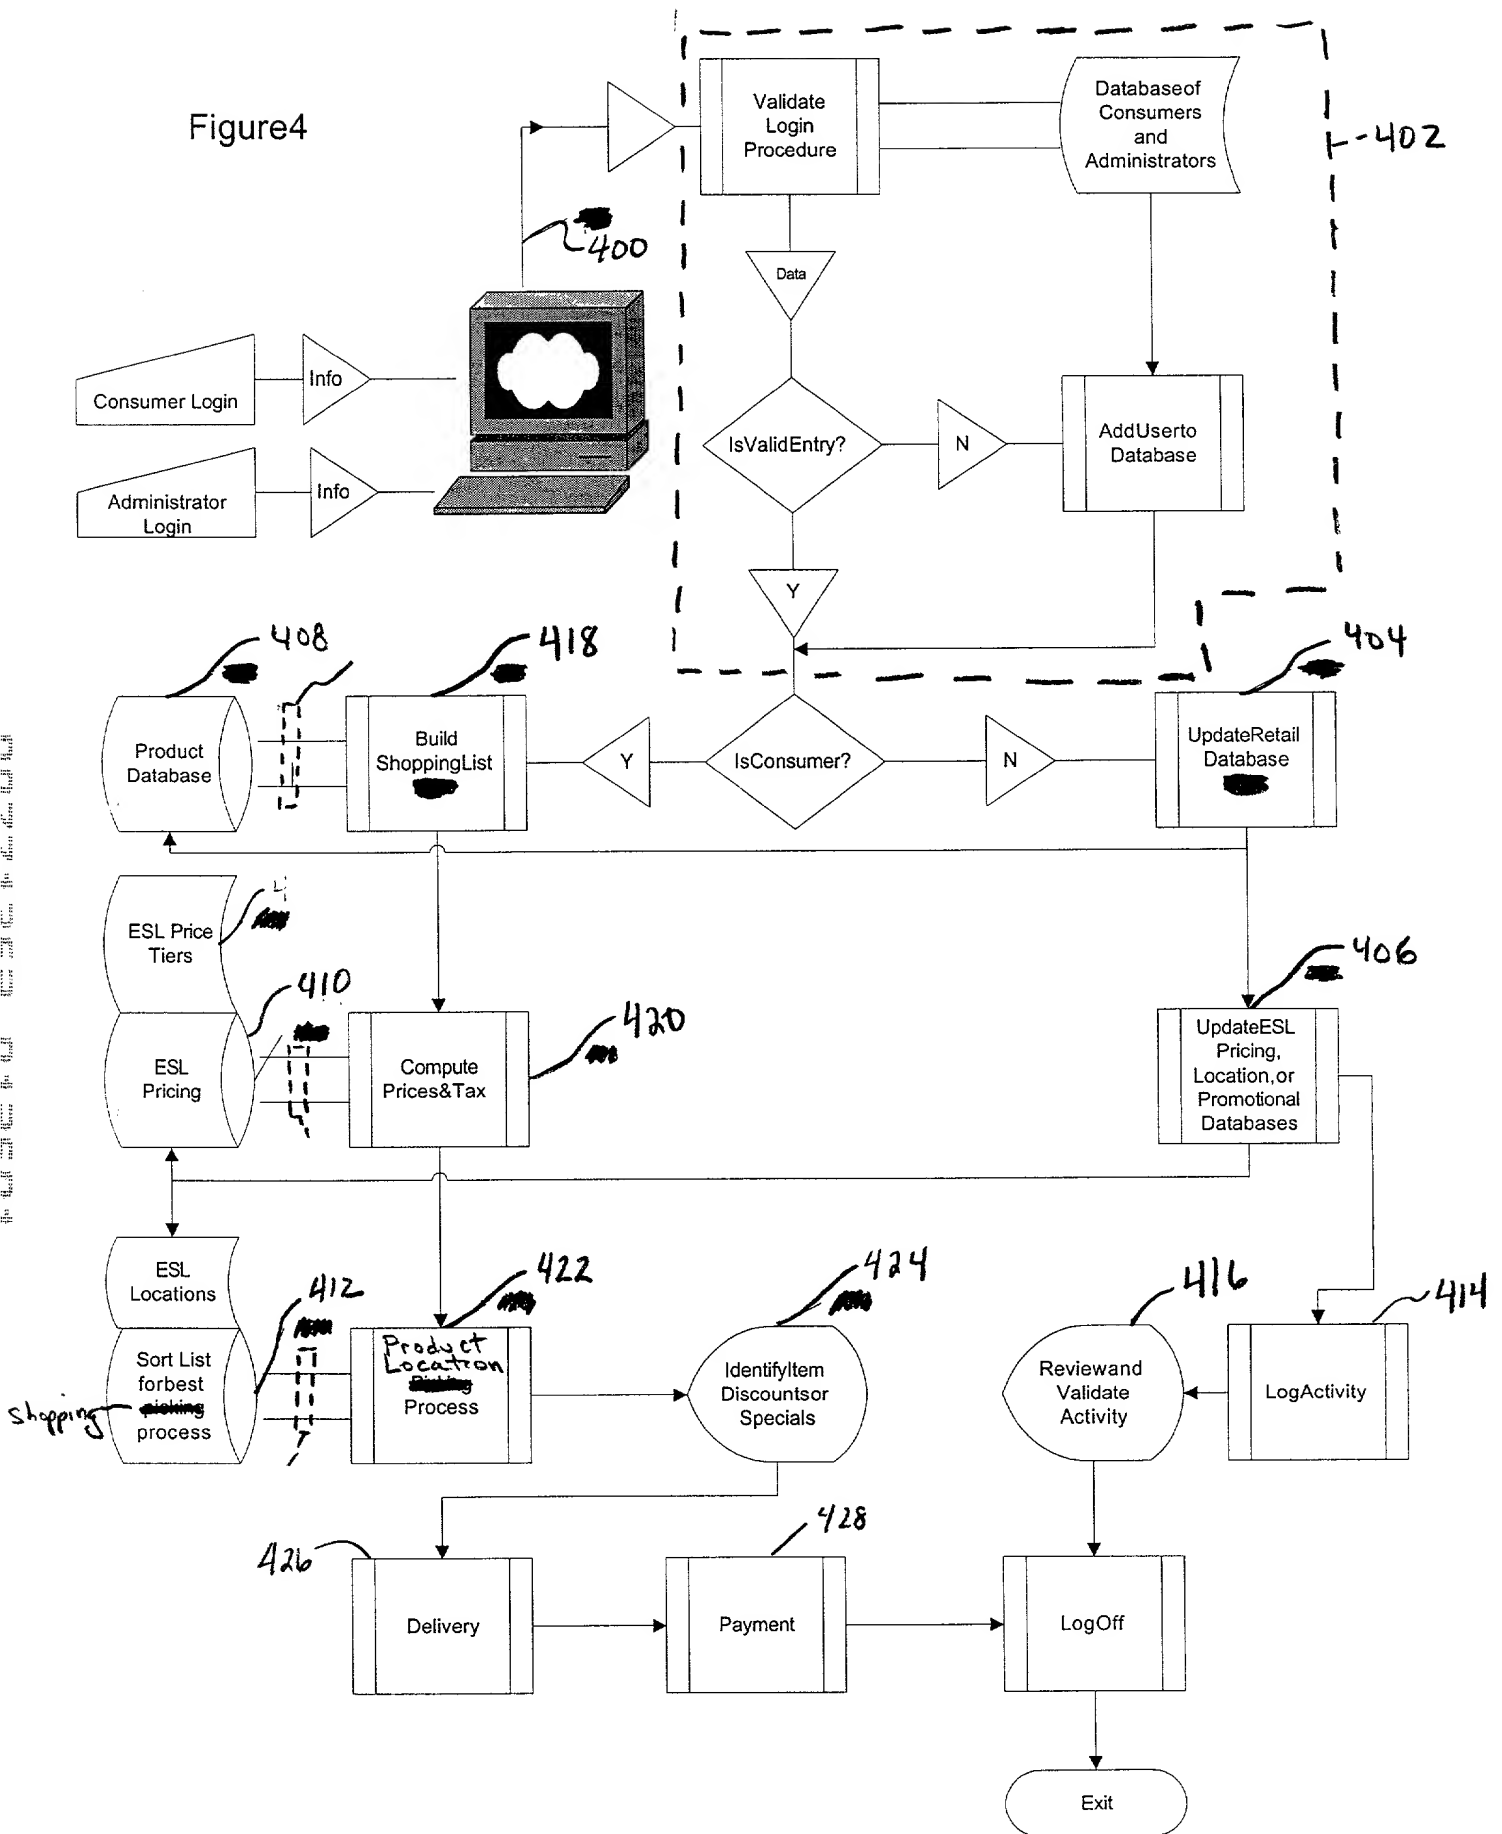 Figure4
Validate
Login
Procedure
Databaseof
Consumers
and
Administrators
402
400
Data
Consumer Login
Info
IsValidEntry?
N
AddUserto
Database
Administrator
Login
Info
Y
408
418
404
Product
Database
Build
ShoppingList
Y
IsConsumer?
N
UpdateRetail
Database
4
ESL Price
Tiers
410
406
420
ESL
Pricing
Compute
Prices&Tax
UpdateESL
Pricing,
Location,or
Promotional
Databases
ESL
Locations
412
422
424
416
414
Sort List
forbest
shopping picking
process
Product
Location
Process
IdentifyItem
Discountsor
Specials
Reviewand
Validate
Activity
LogActivity
426
428
Delivery
Payment
LogOff
Exit